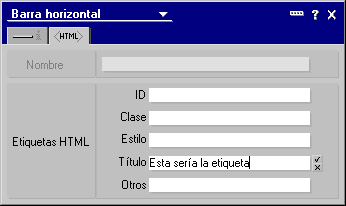 Barra horizontal
?
<HTML>
Nombre
ID
Clase
Etiquetas HTML
Estilo
Título Esta sería la etiqueta
Otros